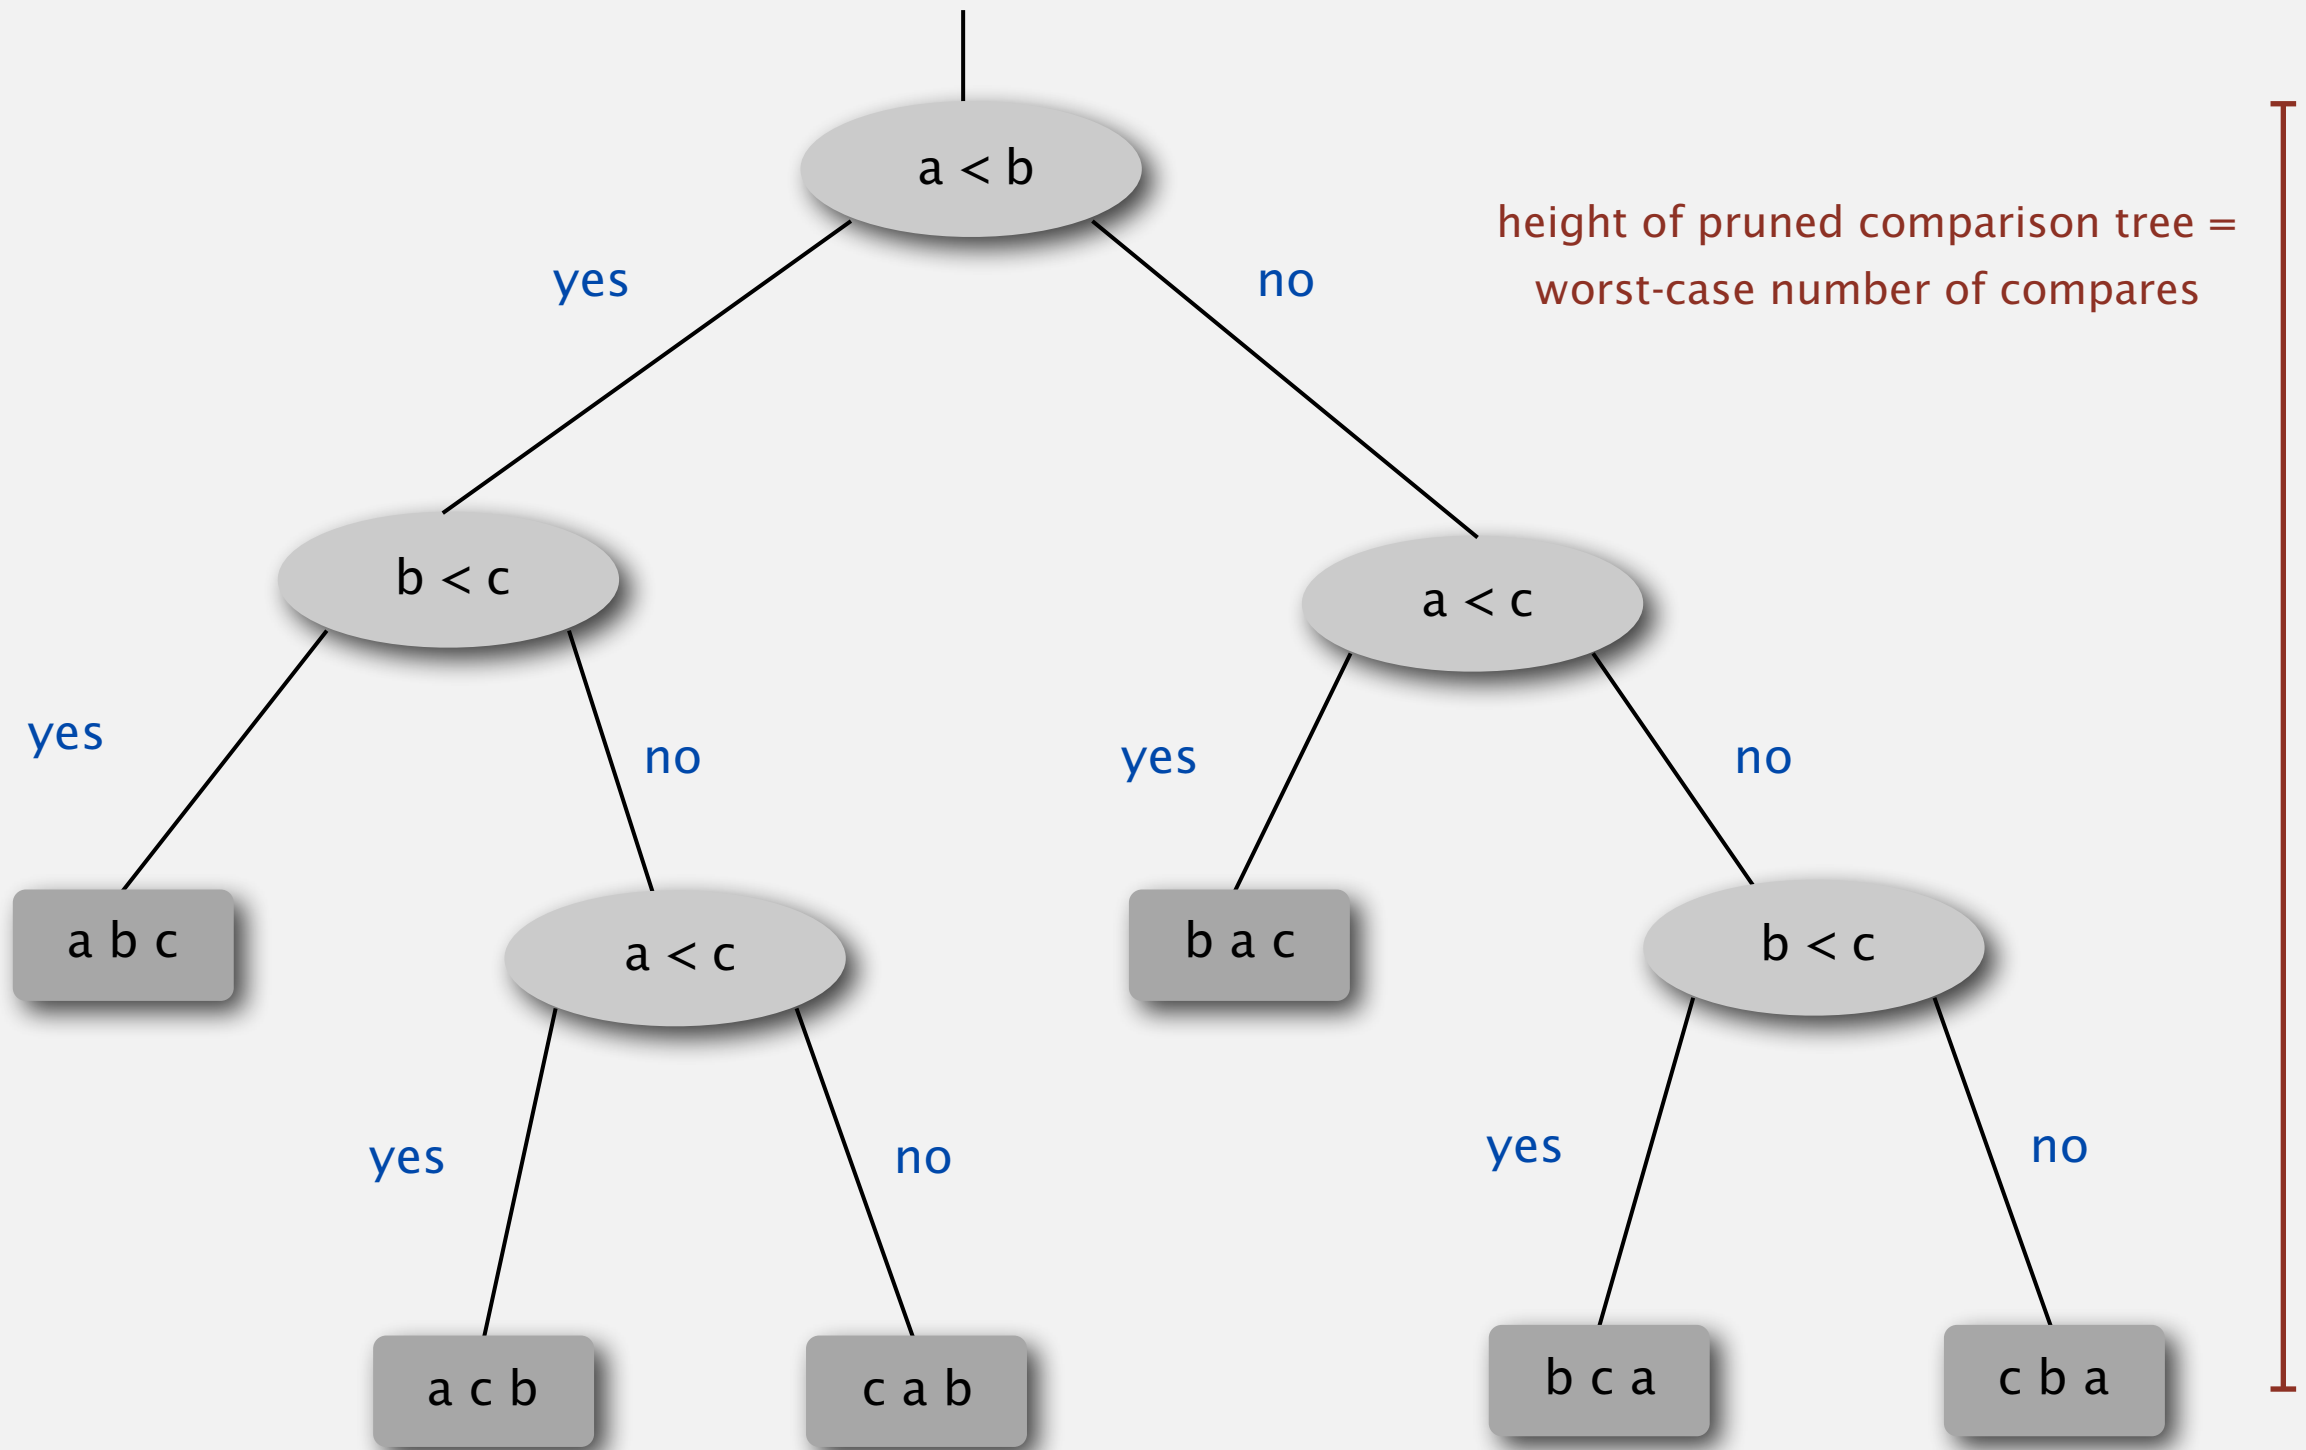 a < b
height of pruned comparison tree =
worst-case number of compares
yes
no
b < c
a < c
yes
no
yes
no
a b c
a < c
b a c
b < c
yes
no
yes
no
a c b
c a b
b c a
c b a